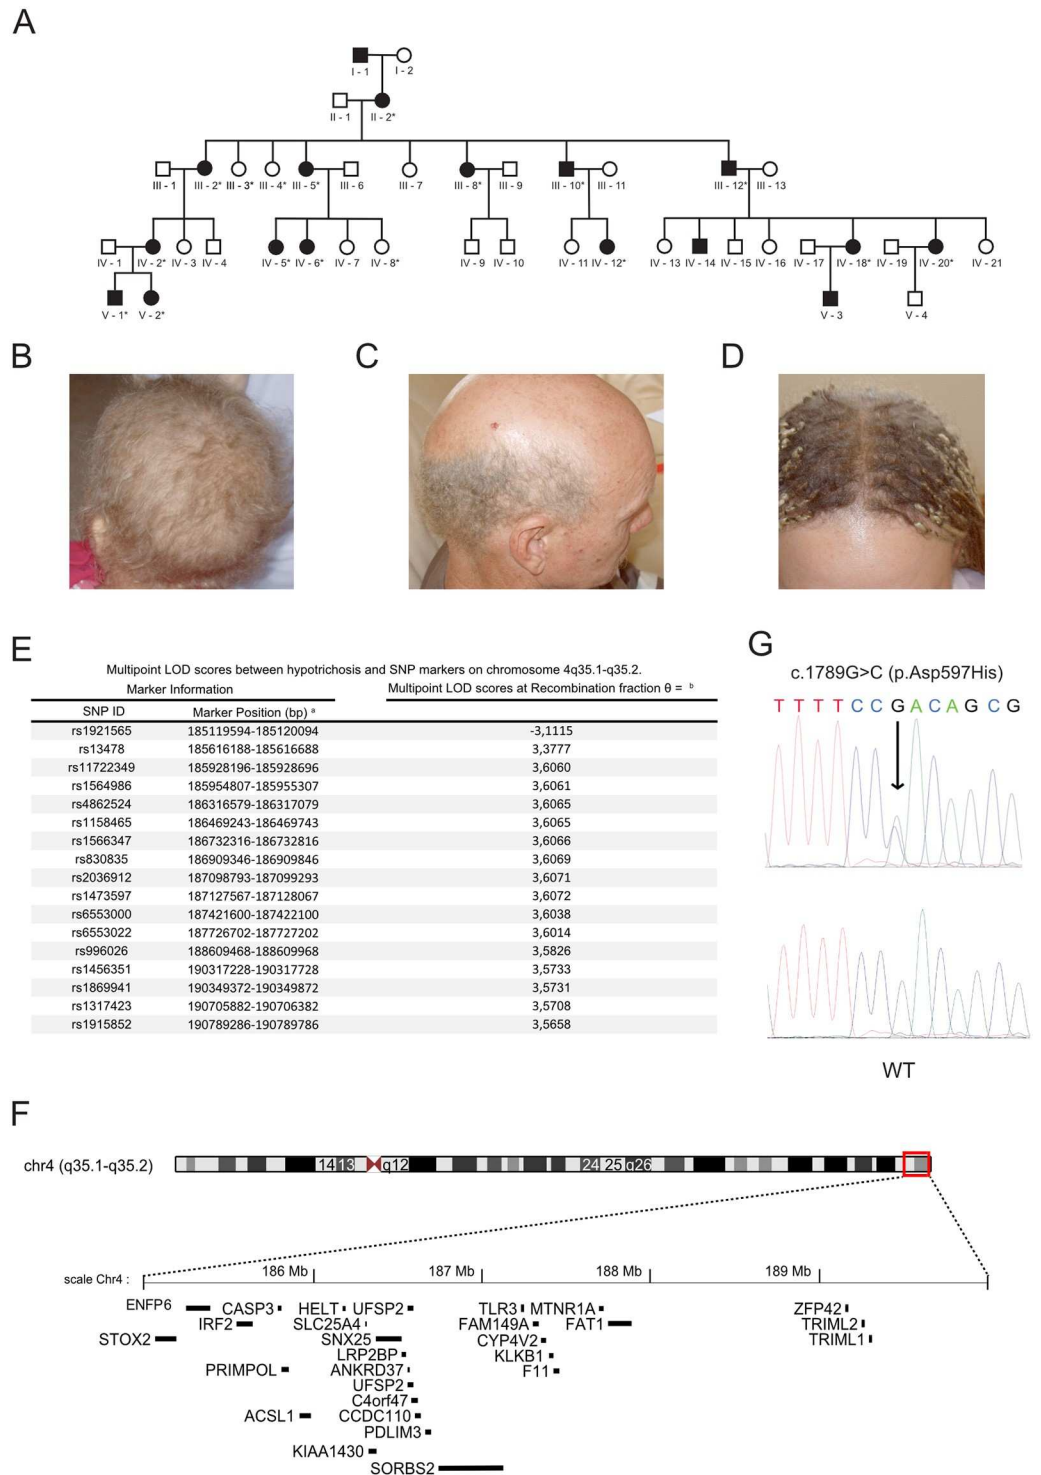 A
I - 1 I - 2
II - 1 II - 2*
III - 1 III - 2* III - 3* III - 4* III - 5* III - 6 III - 7 III - 8* III - 9 III - 10* III - 11 III - 12* III - 13
IV - 1 IV - 2* IV - 3 IV - 4 IV - 5* IV - 6* IV - 7 IV - 8* IV - 9 IV - 10 IV - 11 IV - 12* IV - 13 IV - 14 IV - 15 IV - 16 IV - 17 IV - 18* IV - 19 IV - 20* IV - 21
V - 1* V - 2* V - 3 V - 4
B C D
E
Multipoint LOD scores between hypotrichosis and SNP markers on chromosome 4q35.1-q35.2.
Marker Information Multipoint LOD scores at Recombination fraction θ = b
SNP ID Marker Position (bp) a
rs1921565 185119594-185120094 -3,1115
rs13478 185616188-185616688 3,3777
rs11722349 185928196-185928696 3,6060
rs1564986 185954807-185955307 3,6061
rs4862524 186316579-186317079 3,6065
rs1158465 186469243-186469743 3,6065
rs1566347 186732316-186732816 3,6066
rs830835 186909346-186909846 3,6069
rs2036912 187098793-187099293 3,6071
rs1473597 187127567-187128067 3,6072
rs6553000 187421600-187422100 3,6038
rs6553022 187726702-187727202 3,6014
rs996026 188609468-188609968 3,5826
rs1456351 190317228-190317728 3,5733
rs1869941 190349372-190349872 3,5731
rs1317423 190705882-190706382 3,5708
rs1915852 190789286-190789786 3,5658
G
c.1789G>C (p.Asp597His)
T T T T C C G A C A G C G
WT
F
chr4 (q35.1-q35.2) 14 13 q12 24 25 q26
scale Chr4 : 186 Mb 187 Mb 188 Mb 189 Mb
ENFP6 CASP3 HELT UFSP2 TLR3 MTNR1A ZFP42
IRF2 SLC25A4 FAM149A FAT1 TRIML2
STOX2 SNX25 CYP4V2 TRIML1
LRP2BP KLKB1
PRIMPOL ANKRD37 F11
UFSP2
C4orf47
ACSL1 CCDC110
PDLIM3
KIAA1430
SORBS2